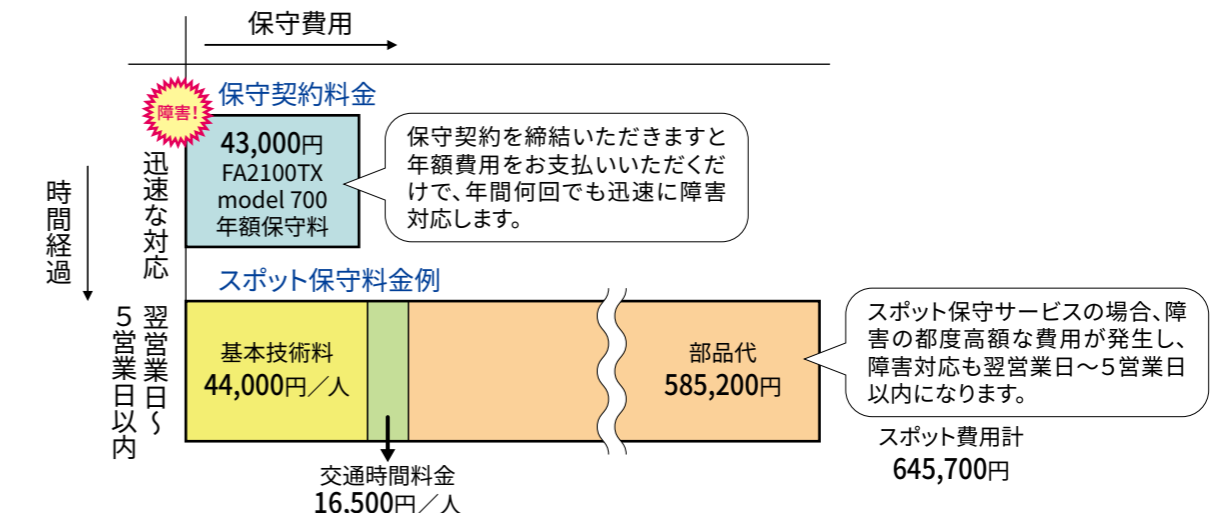 保守費用
障害!
保守契約料金
43,000円
FA2100TX
model 700
年額保守料
保守契約を締結いただきますと
年額費用をお支払いいただくだ
けで、年間何回でも迅速に障害
対応します。
時間経過
迅速な対応
スポット保守料金例
翌営業日～
５営業日以内
基本技術料
44,000円／人
部品代
585,200円
スポット保守サービスの場合、障
害の都度高額な費用が発生し、
障害対応も翌営業日～５営業日
以内になります。
交通時間料金
16,500円／人
スポット費用計
645,700円